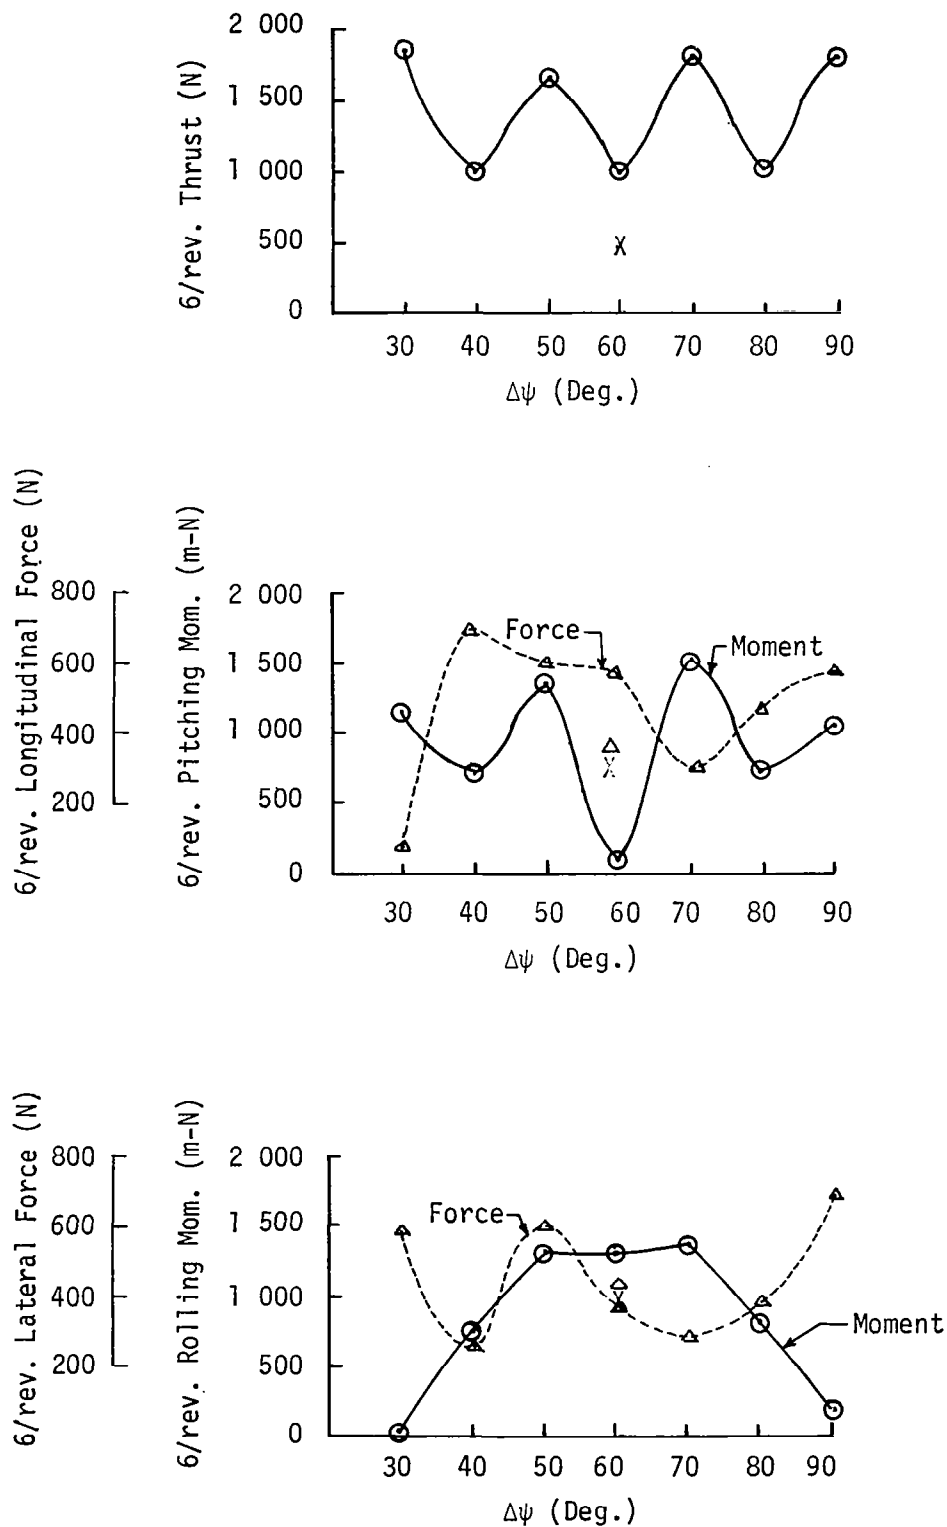 6/rev. Thrust (N)
2 000
1 500
1 000
500
0
30 40 50 60 70 80 90
Δψ (Deg.)
6/rev. Longitudinal Force (N)
800
600
400
200
6/rev. Pitching Mom. (m-N)
2 000
1 500
1 000
500
0
Force
Moment
30 40 50 60 70 80 90
Δψ (Deg.)
6/rev. Lateral Force (N)
800
600
400
200
6/rev. Rolling Mom. (m-N)
2 000
1 500
1 000
500
0
Force
Moment
30 40 50 60 70 80 90
Δψ (Deg.)